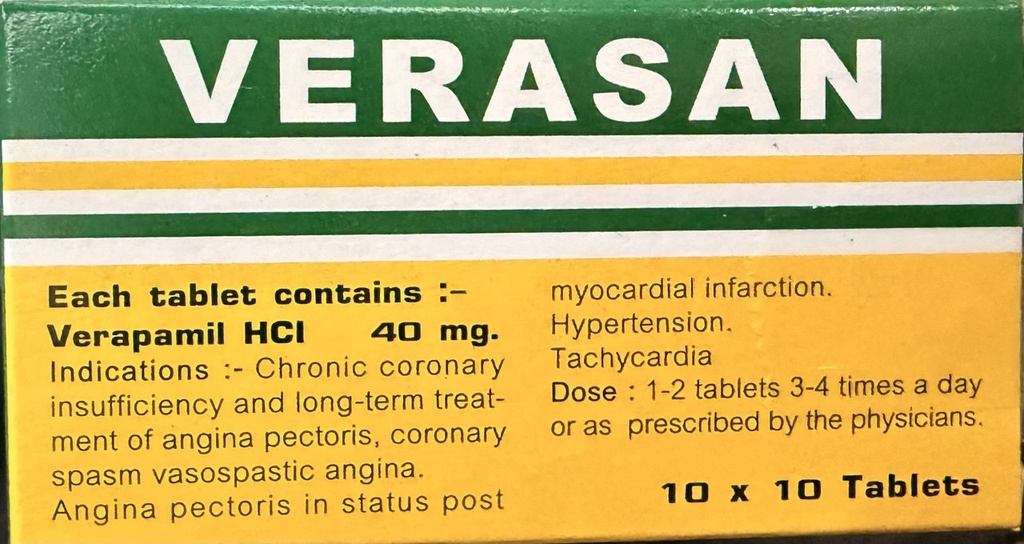 VERASAN
Each tablet contains :-
Verapamil HCl 40 mg.
Indications :- Chronic coronary
insufficiency and long-term treat-
ment of angina pectoris, coronary
spasm vasospastic angina.
Angina pectoris in status post
myocardial infarction.
Hypertension.
Tachycardia
Dose : 1-2 tablets 3-4 times a day
or as prescribed by the physicians.
10 x 10 Tablets